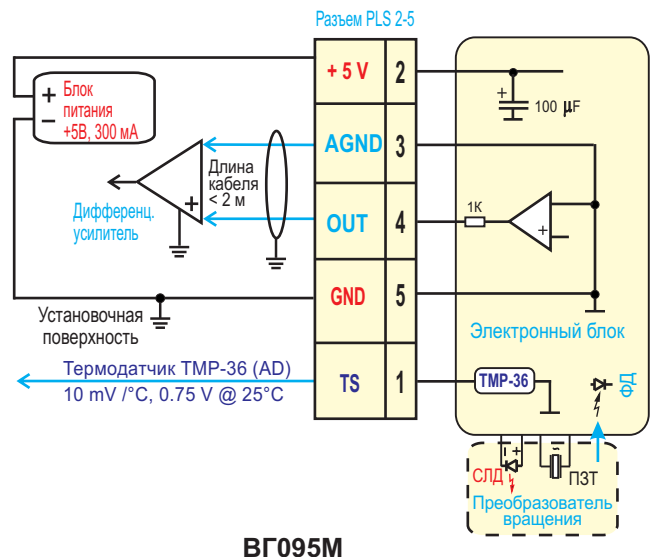 Разъем PLS 2-5
+ 5 V 2
AGND 3
OUT 4
GND 5
TS 1
+ Блок
питания
– +5В, 300 мА
Длина
кабеля
< 2 м
+
Дифференц.
усилитель
Установочная
поверхность
Термодатчик TMP-36 (AD)
10 mV /°C, 0.75 V @ 25°C
+
100 μF
1К
+
Электронный блок
TMP-36
ФД
– +
~
СЛД
ПЗТ
Преобразователь
вращения
ВГ095М